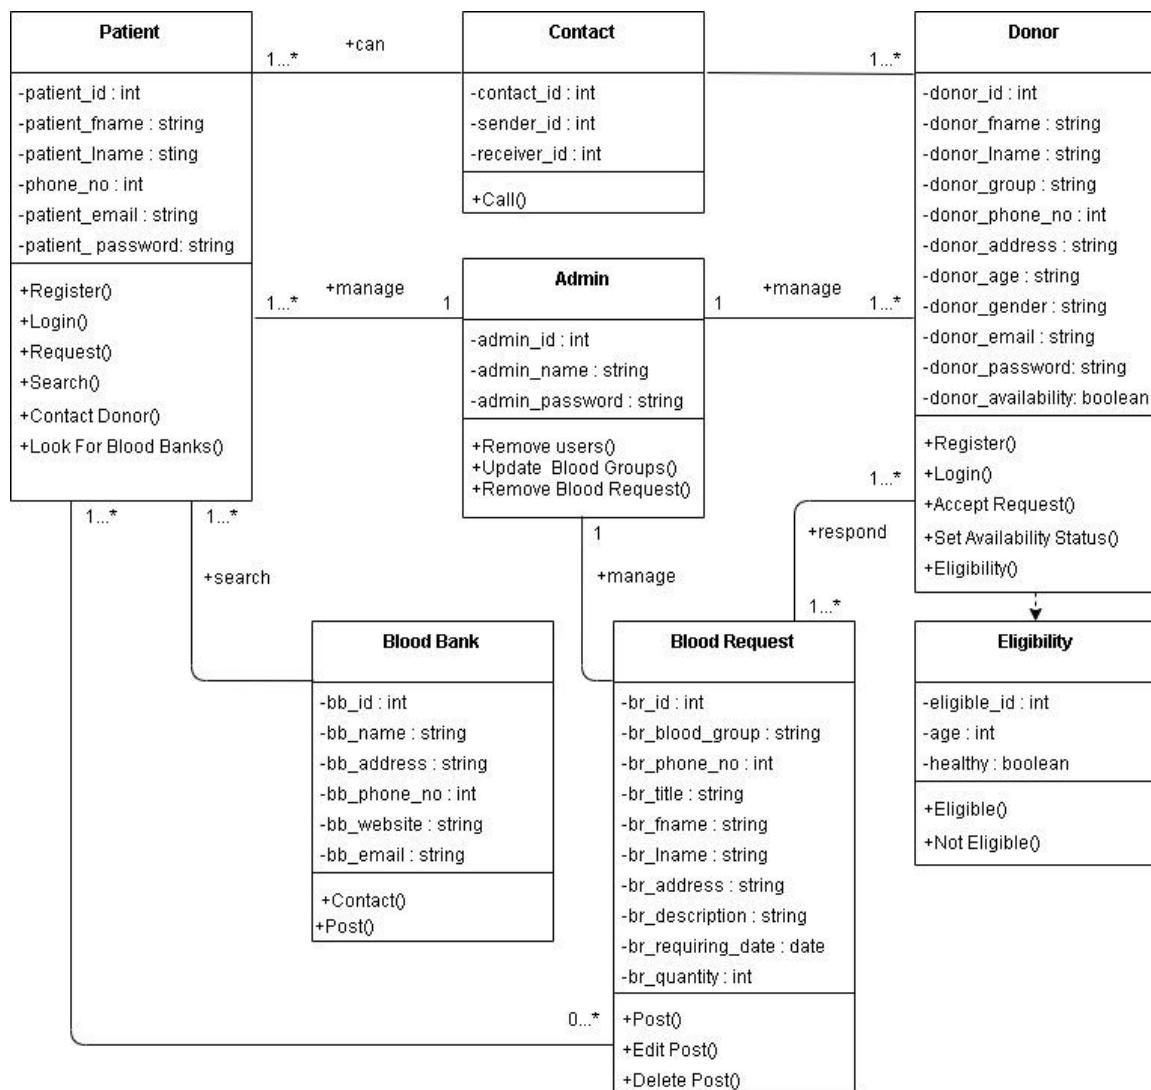 Patient
-patient_id : int
-patient_fname : string
-patient_lname : sting
-phone_no : int
-patient_email : string
-patient_ password: string
+Register()
+Login()
+Request()
+Search()
+Contact Donor()
+Look For Blood Banks()
1...*
+can
Contact
-contact_id : int
-sender_id : int
-receiver_id : int
+Call()
1...*
Donor
-donor_id : int
-donor_fname : string
-donor_lname : string
-donor_group : string
-donor_phone_no : int
-donor_address : string
-donor_age : string
-donor_gender : string
-donor_email : string
-donor_password: string
-donor_availability: boolean
+Register()
+Login()
+Accept Request()
+Set Availability Status()
+Eligibility()
1...*
+manage
1
Admin
-admin_id : int
-admin_name : string
-admin_password : string
+Remove users()
+Update  Blood Groups()
+Remove Blood Request()
1
+manage
1...*
1...*
1...*
+search
1
+manage
1...*
+respond
1...*
Blood Bank
-bb_id : int
-bb_name : string
-bb_address : string
-bb_phone_no : int
-bb_website : string
-bb_email : string
+Contact()
+Post()
Blood Request
-br_id : int
-br_blood_group : string
-br_phone_no : int
-br_title : string
-br_fname : string
-br_lname : string
-br_address : string
-br_description : string
-br_requiring_date : date
-br_quantity : int
+Post()
+Edit Post()
+Delete Post()
0...*
Eligibility
-eligible_id : int
-age : int
-healthy : boolean
+Eligible()
+Not Eligible()